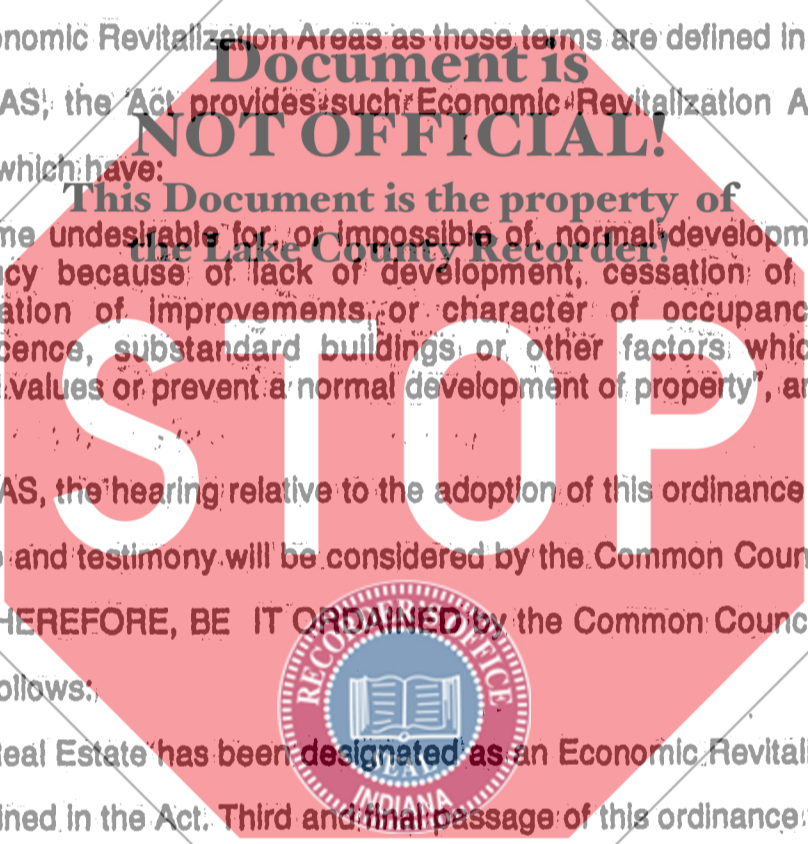 nomic Revitalization Areas as those terms are defined in
Document is
AS, the Act provides such Economic Revitalization A
NOT OFFICIAL!
which have:
This Document is the property of
me undesirable for, or impossible of, normal developm
the Lake County Recorder!
cy because of lack of development, cessation of
ation of improvements or character of occupanc
cence, substandard buildings or other factors whic
values or prevent a normal development of property", a
STOP
AS, the hearing relative to the adoption of this ordinance
and testimony will be considered by the Common Coun
HEREFORE, BE IT ORDAINED by the Common Counc
RECORDER'S OFFICE
ollows:
eal Estate has been designated as an Economic Revitali
SEAL
INDIANA
ined in the Act. Third and final passage of this ordinance